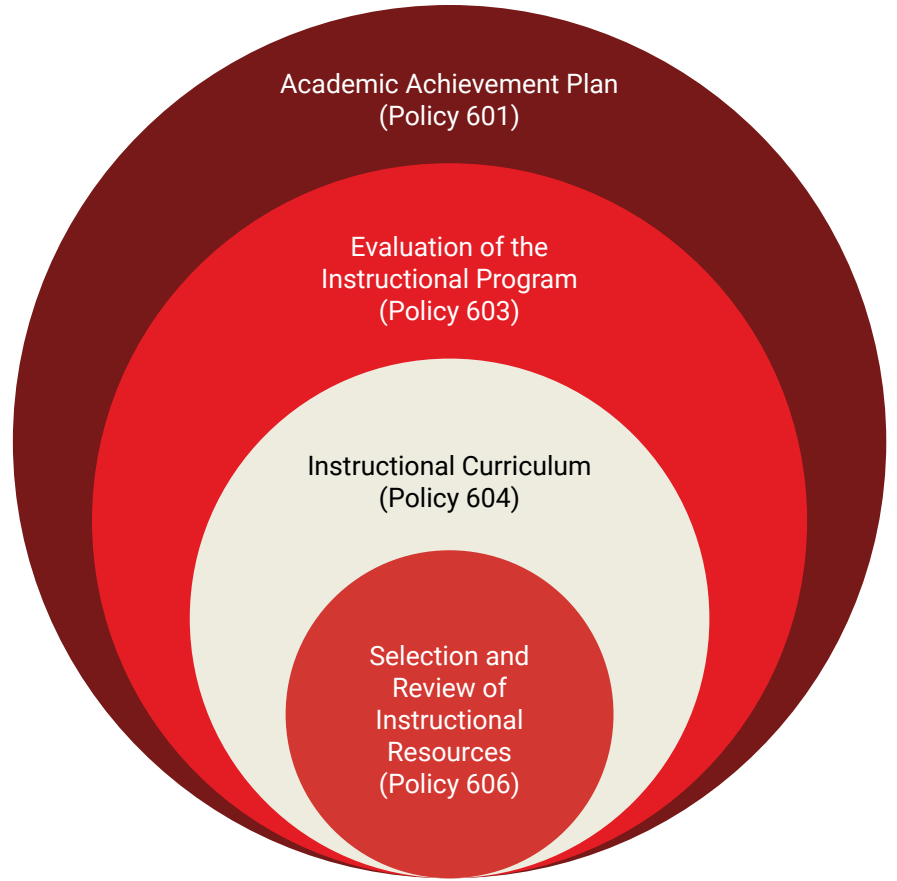 Academic Achievement Plan
(Policy 601)
Evaluation of the
Instructional Program
(Policy 603)
Instructional Curriculum
(Policy 604)
Selection and
Review of
Instructional
Resources
(Policy 606)